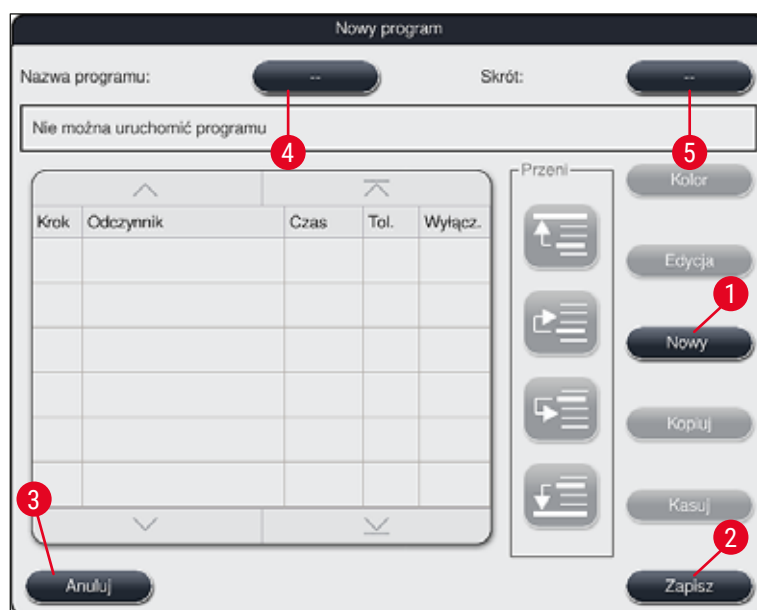 Nowy program
Nazwa programu: -- Skrót: --
4 5
Nie można uruchomić programu
Przeni
Kolor
Krok Odczynnik Czas Tol. Wyłącz.
Edycja
1
Nowy
Kopiuj
3
Kasuj
2
Anuluj Zapisz